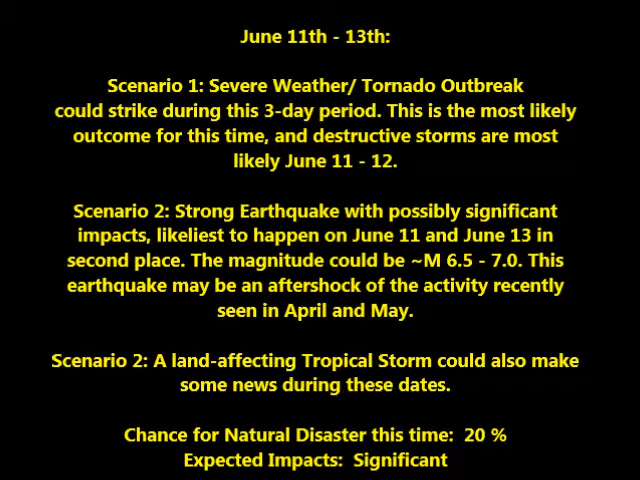 June 11th - 13th:
Scenario 1: Severe Weather/ Tornado Outbreak
could strike during this 3-day period. This is the most likely
outcome for this time, and destructive storms are most
likely June 11 - 12.
Scenario 2: Strong Earthquake with possibly significant
impacts, likeliest to happen on June 11 and June 13 in
second place. The magnitude could be ~M 6.5 - 7.0. This
earthquake may be an aftershock of the activity recently
seen in April and May.
Scenario 2: A land-affecting Tropical Storm could also make
some news during these dates.
Chance for Natural Disaster this time:  20 %
Expected Impacts:  Significant